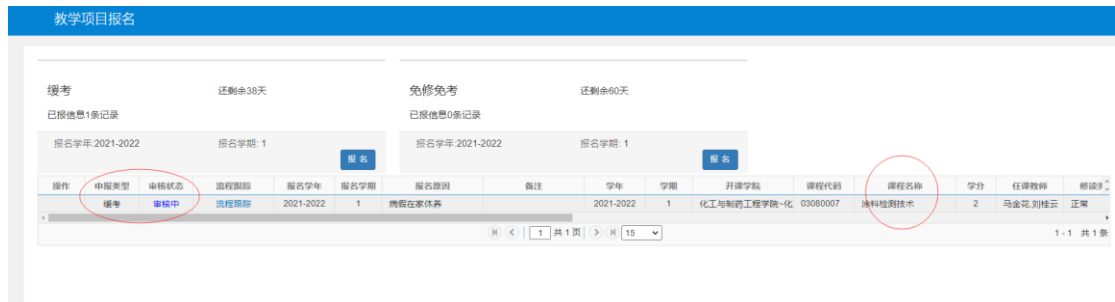 教学项目报名
缓考 还剩余38天 免修免考 还剩余60天
已报信息1条记录 已报信息0条记录
报名学年:2021-2022 报名学期: 1 报名学年:2021-2022 报名学期: 1
报 名 报 名
操作 申报类型 审核状态 流程跟踪 报名学年 报名学期 报名原因 备注 学年 学期 开课学院 课程代码 课程名称 学分 任课教师
缓考 审核中 流程跟踪 2021-2022 1 病假在家休养 2021-2022 1 化工与制药工程学院~化 03080007 涂料检测技术 2 马金花,刘桂云 正常
1 共 1 页 15 1 - 1 共 1 条